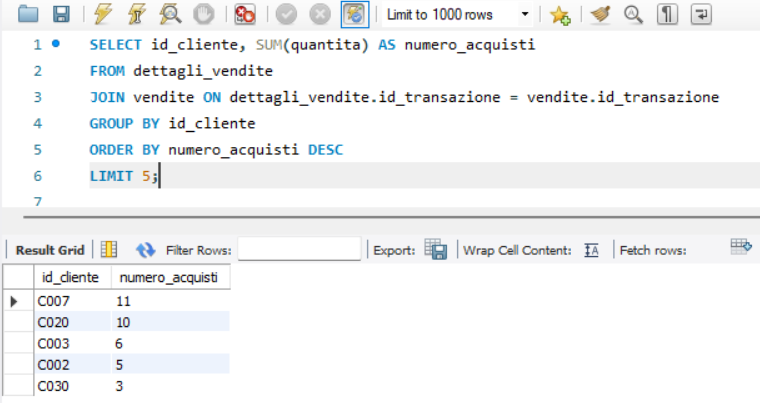 Limit to 1000 rows
1 SELECT id_cliente, SUM(quantita) AS numero_acquisti
2 FROM dettagli_vendite
3 JOIN vendite ON dettagli_vendite.id_transazione = vendite.id_transazione
4 GROUP BY id_cliente
5 ORDER BY numero_acquisti DESC
6 LIMIT 5;
7
Result Grid Filter Rows: Export: Wrap Cell Content: Fetch rows:
id_cliente numero_acquisti
C007 11
C020 10
C003 6
C002 5
C030 3